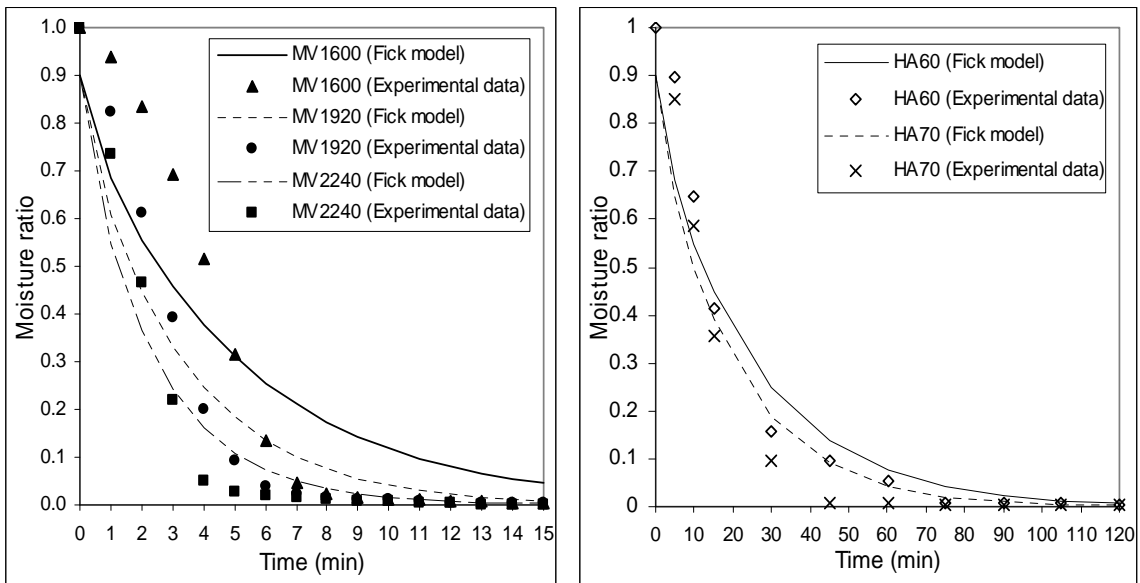 1
0.9
0.8
0.7
0.6
0.5
0.4
0.3
0.2
0.1
0.0
Moisture ratio
MV1600 (Fick model)
MV1600 (Experimental data)
MV1920 (Fick model)
MV1920 (Experimental data)
MV2240 (Fick model)
MV2240 (Experimental data)
0 1 2 3 4 5 6 7 8 9 10 11 12 13 14 15
Time (min)
1
0.9
0.8
0.7
0.6
0.5
0.4
0.3
0.2
0.1
0
Moisture ratio
HA60 (Fick model)
HA60 (Experimental data)
HA70 (Fick model)
HA70 (Experimental data)
0 10 20 30 40 50 60 70 80 90 100 110 120
Time (min)